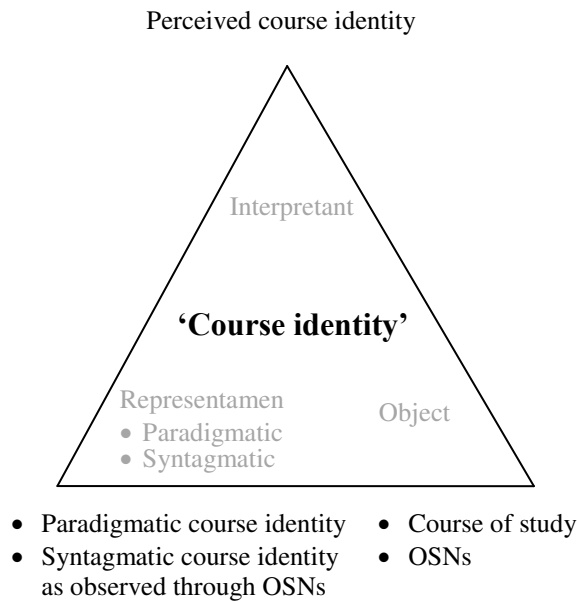 Perceived course identity
Interpretant
‘Course identity’
Representamen
• Paradigmatic
• Syntagmatic
Object
• Paradigmatic course identity
• Syntagmatic course identity
as observed through OSNs
• Course of study
• OSNs